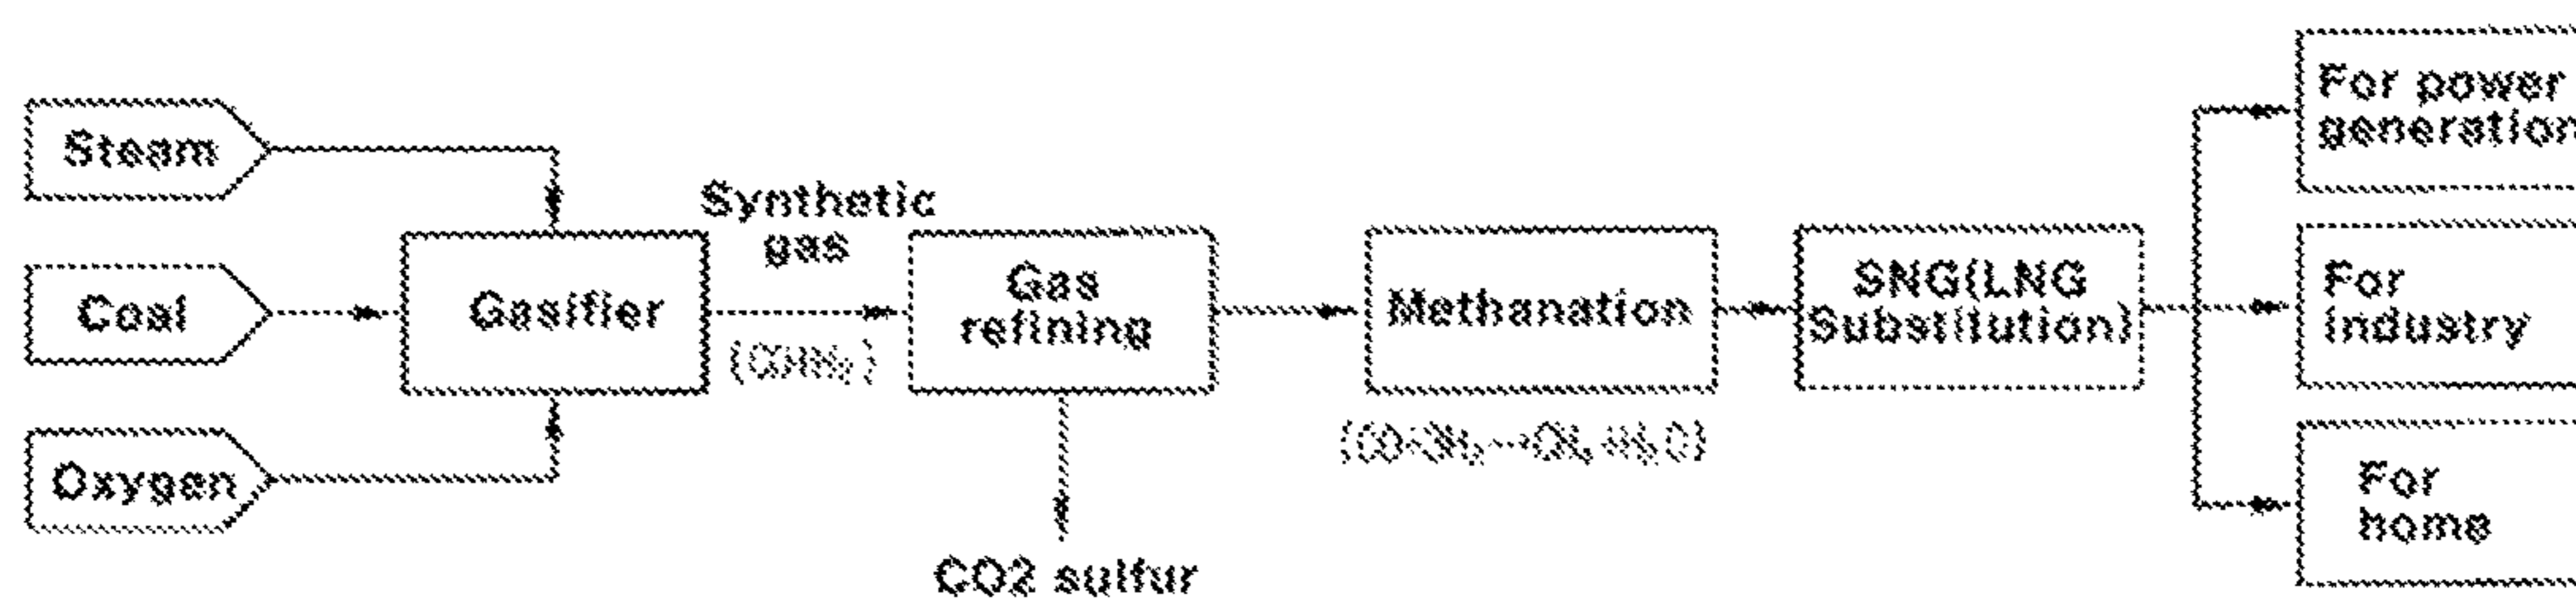 Steam
Coal
Oxygen
Gasifier
Synthetic
gas
Gas
refining
CO2 sulfur
Methanation
SNG(LNG
Substitution)
For power
generation
For
industry
For
home